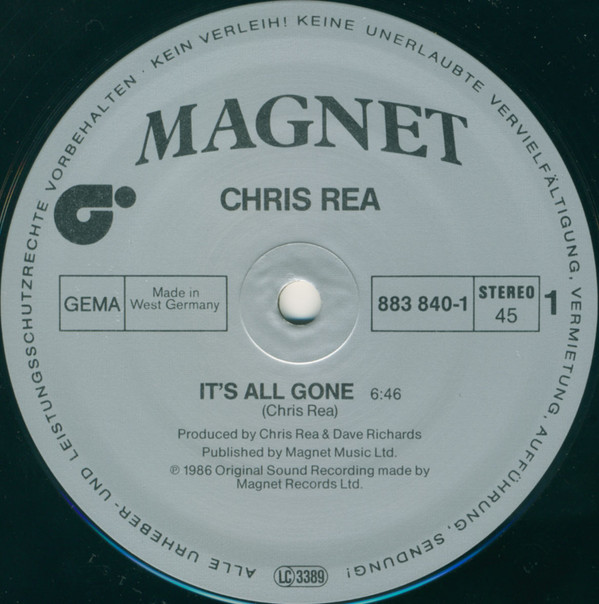 ALLE URHEBER- UND LEISTUNGSSCHUTZRECHTE VORBEHALTEN · KEIN VERLEIH! KEINE UNERLAUBTE VERVIELFÄLTIGUNG, VERMIETUNG, AUFFÜHRUNG, SENDUNG!
MAGNET
CHRIS REA
GEMA
Made in
West Germany
883 840-1
STEREO
45
1
IT'S ALL GONE 6:46
(Chris Rea)
Produced by Chris Rea & Dave Richards
Published by Magnet Music Ltd.
℗ 1986 Original Sound Recording made by
Magnet Records Ltd.
LC 3389